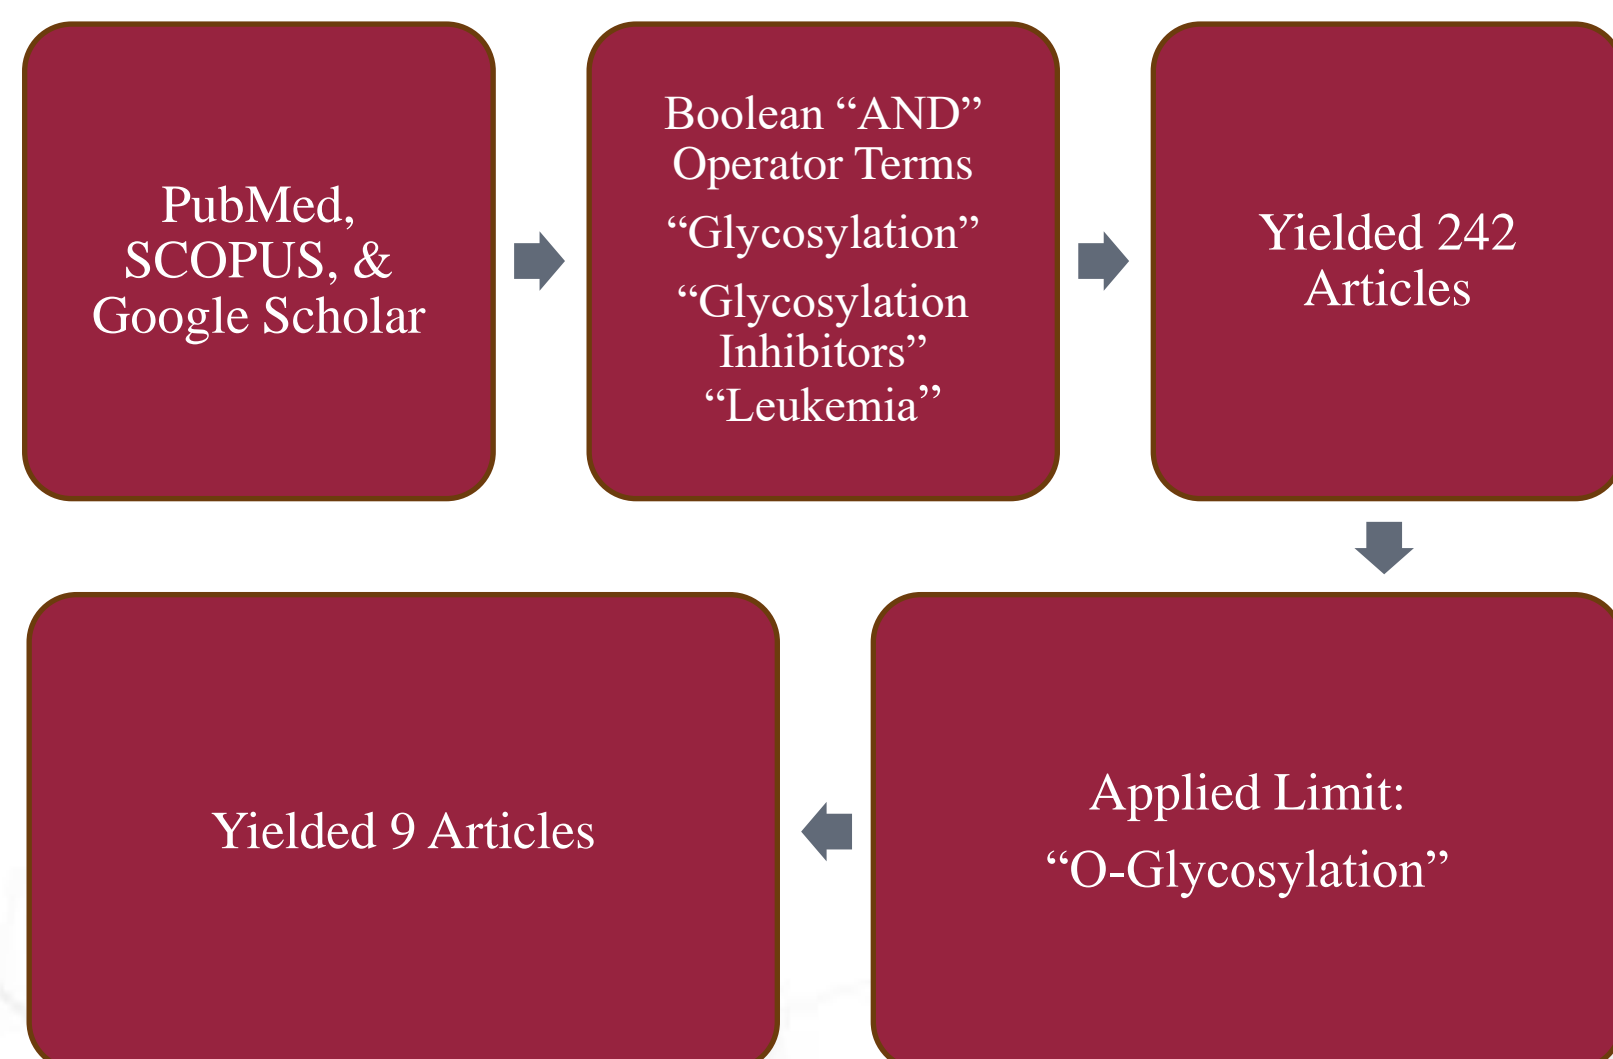 PubMed,
SCOPUS, &
Google Scholar
Boolean “AND”
Operator Terms
“Glycosylation”
“Glycosylation
Inhibitors”
“Leukemia”
Yielded 242
Articles
Applied Limit:
“O-Glycosylation”
Yielded 9 Articles